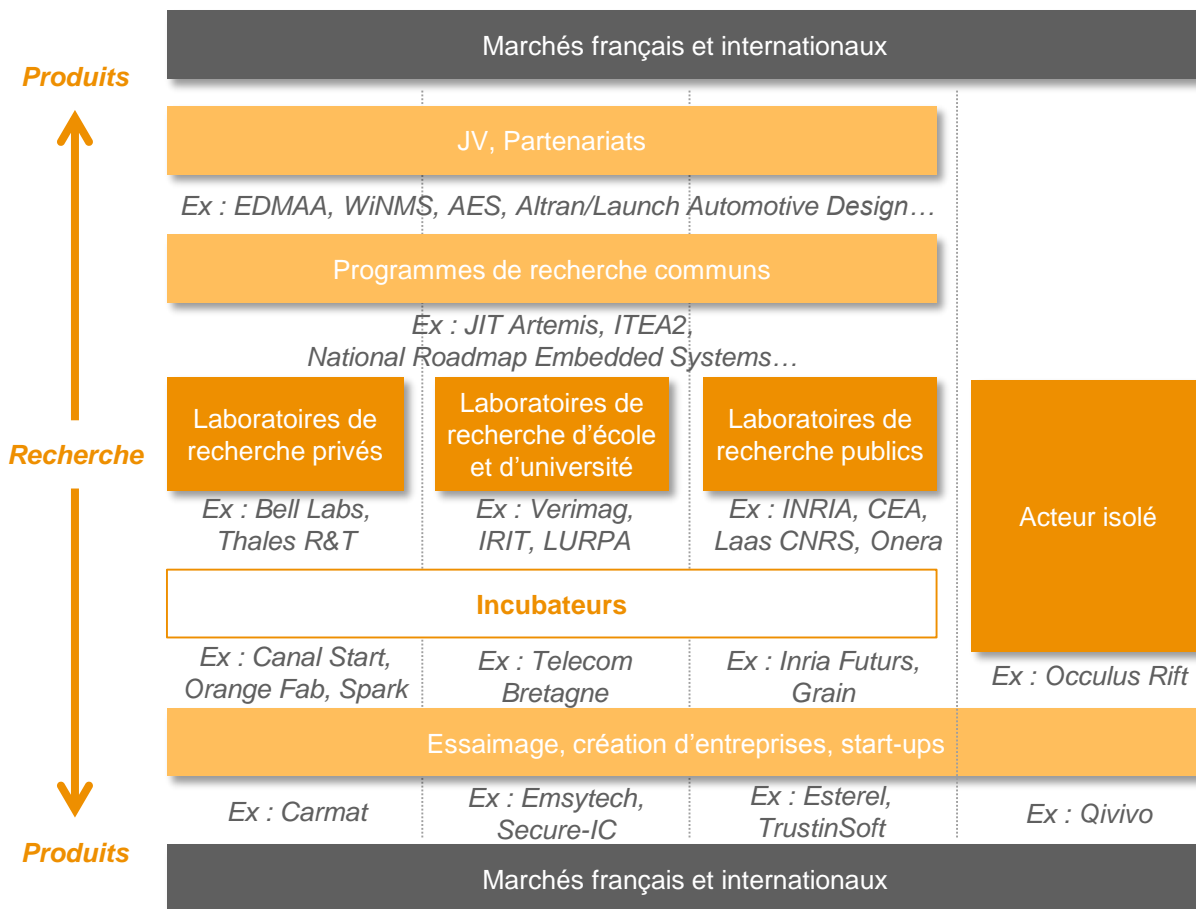 Marchés français et internationaux
Produits
JV, Partenariats
Ex : EDMAA, WiNMS, AES, Altran/Launch Automotive Design…
Programmes de recherche communs
Ex : JIT Artemis, ITEA2,
National Roadmap Embedded Systems…
Recherche
Laboratoires de
recherche privés
Laboratoires de
recherche d’école
et d’université
Laboratoires de
recherche publics
Acteur isolé
Ex : Bell Labs,
Thales R&T
Ex : Verimag,
IRIT, LURPA
Ex : INRIA, CEA,
Laas CNRS, Onera
Incubateurs
Ex : Canal Start,
Orange Fab, Spark
Ex : Telecom
Bretagne
Ex : Inria Futurs,
Grain
Ex : Occulus Rift
Essaimage, création d’entreprises, start-ups
Ex : Carmat
Ex : Emsytech,
Secure-IC
Ex : Esterel,
TrustinSoft
Ex : Qivivo
Produits
Marchés français et internationaux